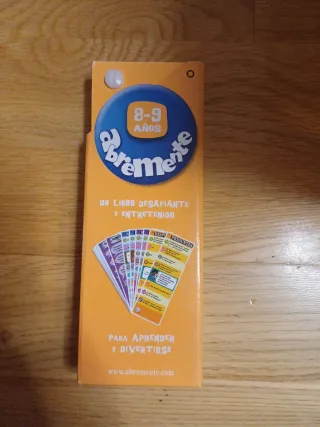 8-9
AÑOS
abremente
UN LIBRO DESAFIANTE
Y ENTRETENIDO
PARA APRENDER
Y DIVERTIRSE
www.abremente.com